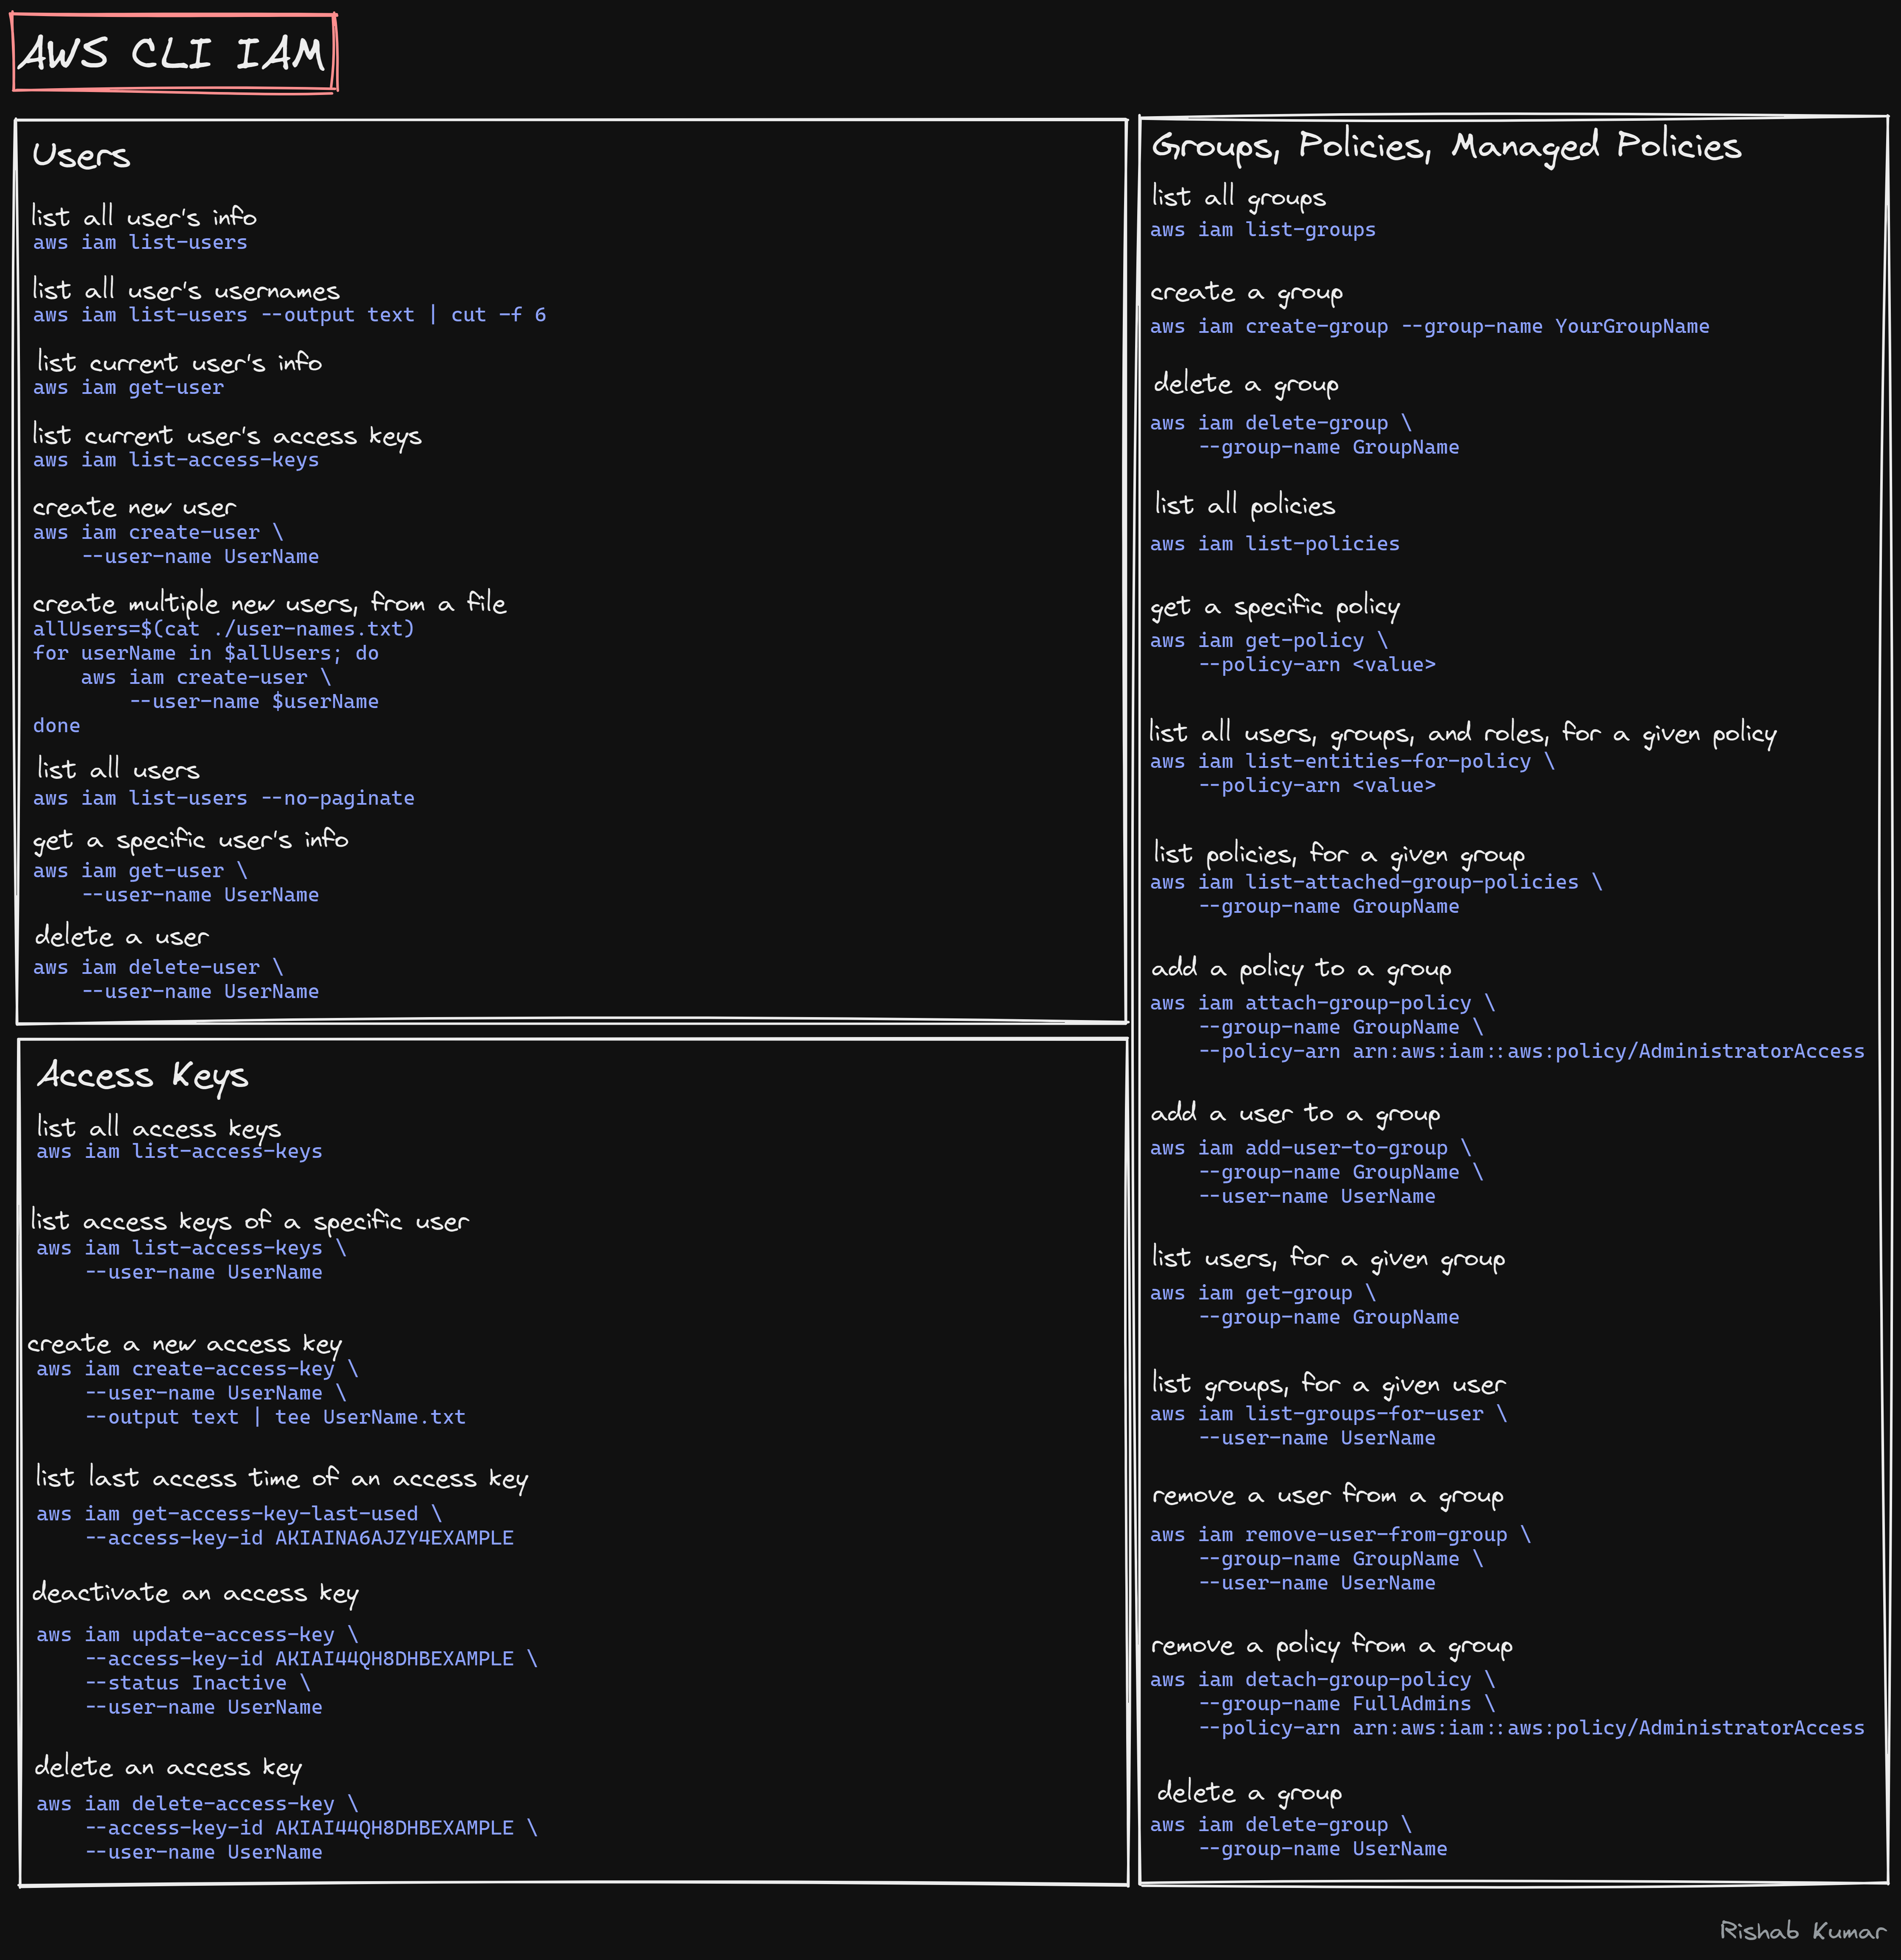 AWS CLI IAM
Users
list all user's info
aws iam list-users
list all user's usernames
aws iam list-users --output text | cut -f 6
list current user's info
aws iam get-user
list current user's access keys
aws iam list-access-keys
create new user
aws iam create-user \
    --user-name UserName
create multiple new users, from a file
allUsers=$(cat ./user-names.txt)
for userName in $allUsers; do
    aws iam create-user \
        --user-name $userName
done
list all users
aws iam list-users --no-paginate
get a specific user's info
aws iam get-user \
    --user-name UserName
delete a user
aws iam delete-user \
    --user-name UserName
Access Keys
list all access keys
aws iam list-access-keys
list access keys of a specific user
aws iam list-access-keys \
    --user-name UserName
create a new access key
aws iam create-access-key \
    --user-name UserName \
    --output text | tee UserName.txt
list last access time of an access key
aws iam get-access-key-last-used \
    --access-key-id AKIAINA6AJZY4EXAMPLE
deactivate an access key
aws iam update-access-key \
    --access-key-id AKIAI44QH8DHBEXAMPLE \
    --status Inactive \
    --user-name UserName
delete an access key
aws iam delete-access-key \
    --access-key-id AKIAI44QH8DHBEXAMPLE \
    --user-name UserName
Groups, Policies, Managed Policies
list all groups
aws iam list-groups
create a group
aws iam create-group --group-name YourGroupName
delete a group
aws iam delete-group \
    --group-name GroupName
list all policies
aws iam list-policies
get a specific policy
aws iam get-policy \
    --policy-arn <value>
list all users, groups, and roles, for a given policy
aws iam list-entities-for-policy \
    --policy-arn <value>
list policies, for a given group
aws iam list-attached-group-policies \
    --group-name GroupName
add a policy to a group
aws iam attach-group-policy \
    --group-name GroupName \
    --policy-arn arn:aws:iam::aws:policy/AdministratorAccess
add a user to a group
aws iam add-user-to-group \
    --group-name GroupName \
    --user-name UserName
list users, for a given group
aws iam get-group \
    --group-name GroupName
list groups, for a given user
aws iam list-groups-for-user \
    --user-name UserName
remove a user from a group
aws iam remove-user-from-group \
    --group-name GroupName \
    --user-name UserName
remove a policy from a group
aws iam detach-group-policy \
    --group-name FullAdmins \
    --policy-arn arn:aws:iam::aws:policy/AdministratorAccess
delete a group
aws iam delete-group \
    --group-name UserName
Rishab Kumar